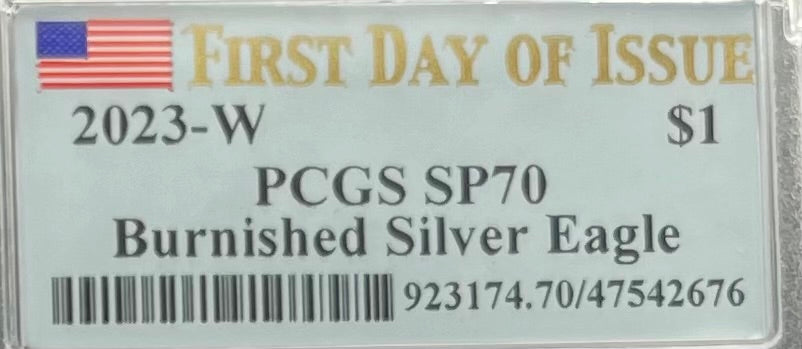 First Day of Issue
2023-W $1
PCGS SP70
Burnished Silver Eagle
923174.70/47542676